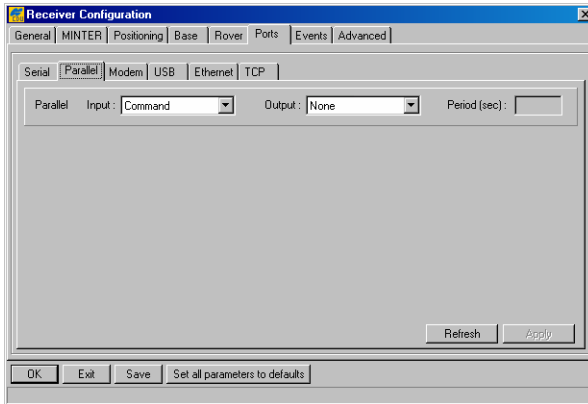 Receiver Configuration
General MINTER Positioning Base Rover Ports Events Advanced
Serial Parallel Modem USB Ethernet TCP
Parallel Input : Command Output : None Period (sec) :
Refresh Apply
OK Exit Save Set all parameters to defaults